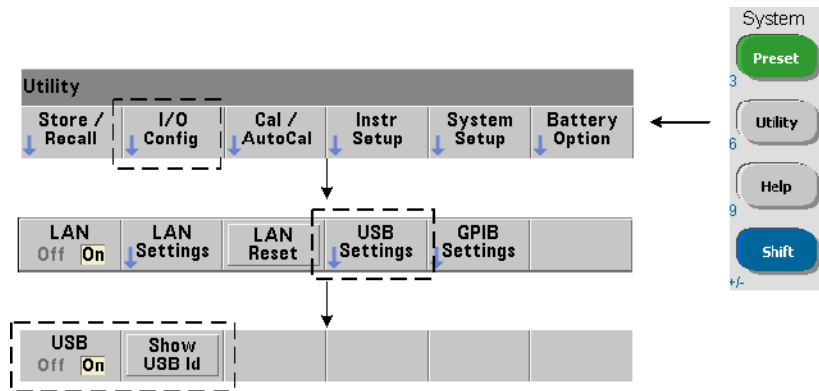 System
Preset
3
Utility
Store / I/O Cal / Instr System Battery
Recall Config AutoCal Setup Setup Option
Utility
6
LAN LAN LAN USB GPIB
Off On Settings Reset Settings Settings
Help
9
Shift
+/-
USB Show
Off On USB Id